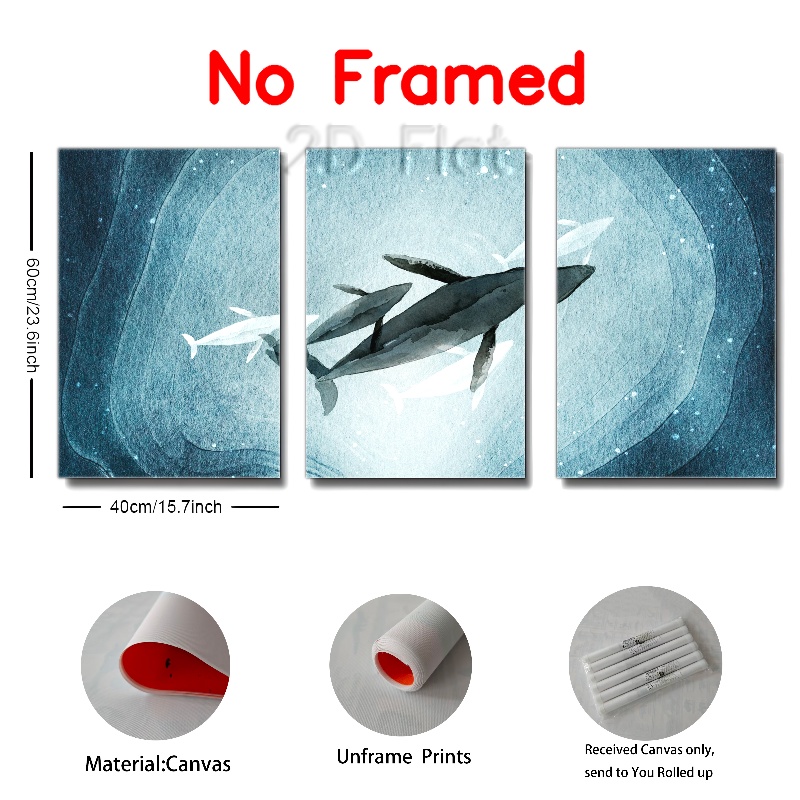 No Framed
2D Flat
60cm/23.6inch
40cm/15.7inch
Material:Canvas
Unframe Prints
Received Canvas only,
send to You Rolled up